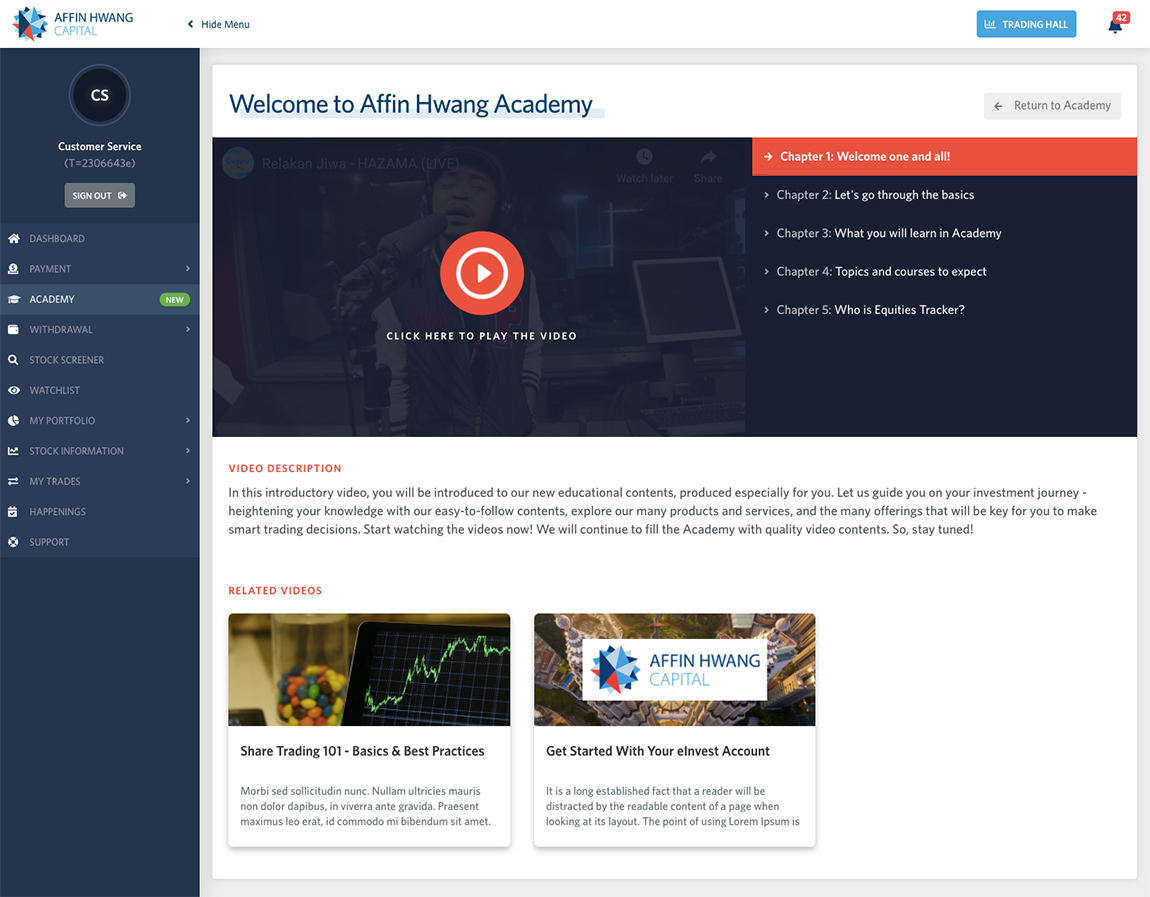 AFFIN HWANG
CAPITAL
Hide Menu
TRADING HALL
42
CS
Customer Service
(T=2306643e)
SIGN OUT
DASHBOARD
PAYMENT
ACADEMY
NEW
WITHDRAWAL
STOCK SCREENER
WATCHLIST
MY PORTFOLIO
STOCK INFORMATION
MY TRADES
HAPPENINGS
SUPPORT
Welcome to Affin Hwang Academy
Return to Academy
Relakan Jiwa - HAZAMA (LIVE)
Watch later
Share
CLICK HERE TO PLAY THE VIDEO
Chapter 1: Welcome one and all!
Chapter 2: Let's go through the basics
Chapter 3: What you will learn in Academy
Chapter 4: Topics and courses to expect
Chapter 5: Who is Equities Tracker?
VIDEO DESCRIPTION
In this introductory video, you will be introduced to our new educational contents, produced especially for you. Let us guide you on your investment journey -
heightening your knowledge with our easy-to-follow contents, explore our many products and services, and the many offerings that will be key for you to make
smart trading decisions. Start watching the videos now! We will continue to fill the Academy with quality video contents. So, stay tuned!
RELATED VIDEOS
Share Trading 101 - Basics & Best Practices
Morbi sed sollicitudin nunc. Nullam ultricies mauris
non dolor dapibus, in viverra ante gravida. Praesent
maximus leo erat, id commodo mi bibendum sit amet.
AFFIN HWANG
CAPITAL
Get Started With Your eInvest Account
It is a long established fact that a reader will be
distracted by the readable content of a page when
looking at its layout. The point of using Lorem Ipsum is